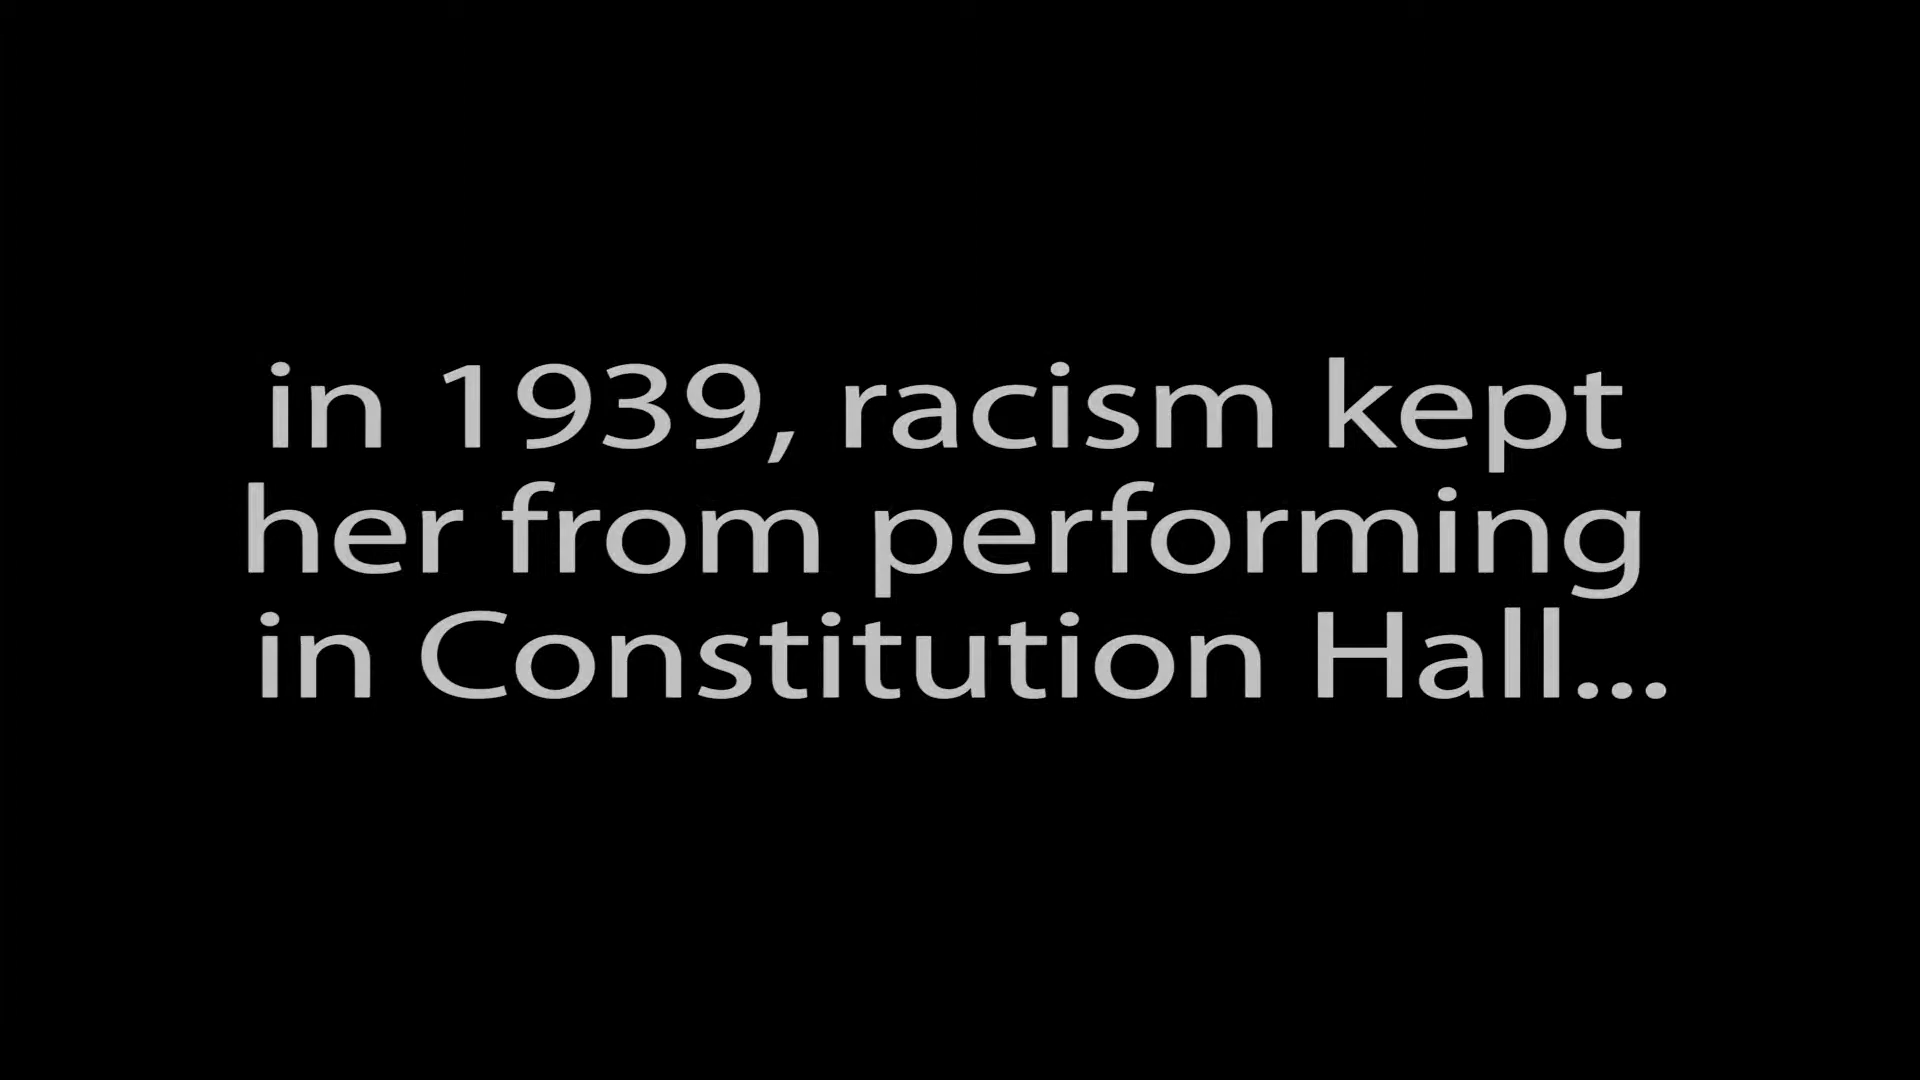 in 1939, racism kept
her from performing
in Constitution Hall...